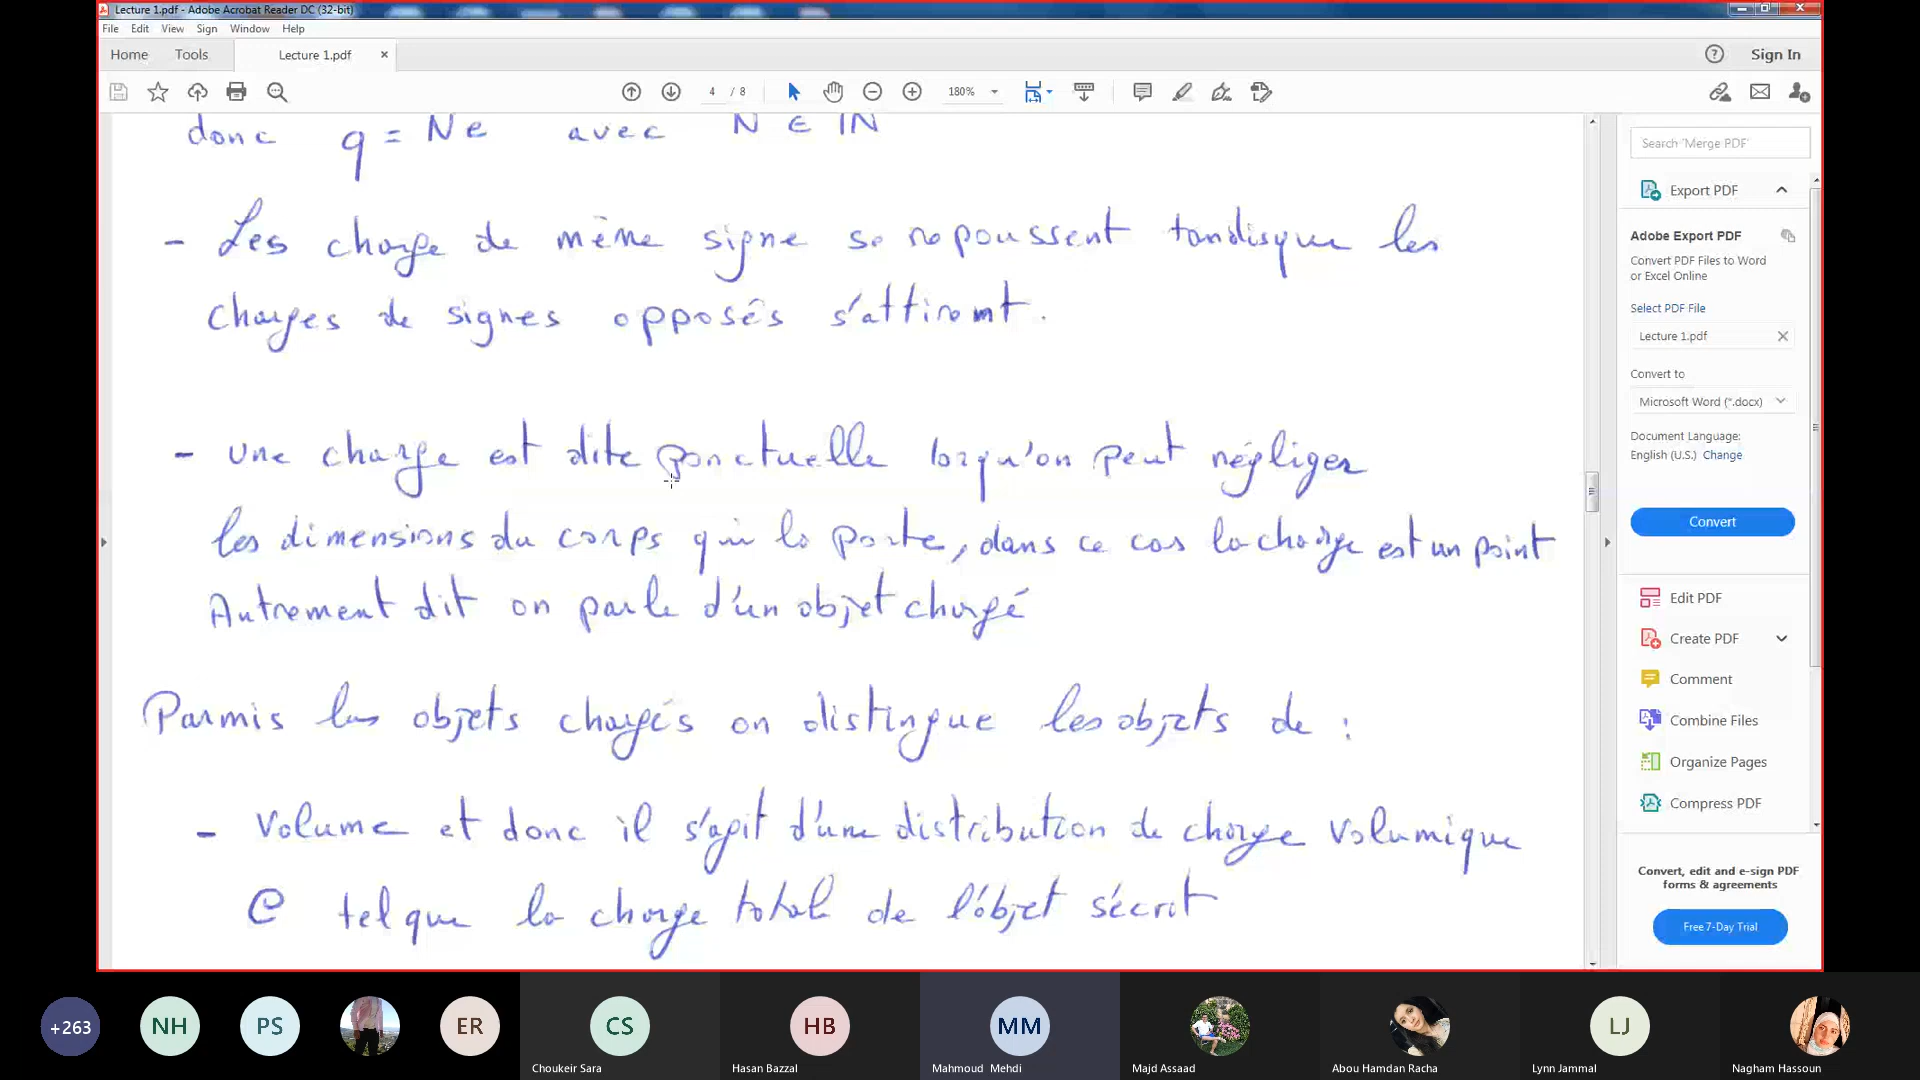 Lecture 1.pdf - Adobe Acrobat Reader DC (32-bit)
File Edit View Sign Window Help
Home Tools Lecture 1.pdf × Sign In
4 / 8 180%
donc q = Ne avec N ∈ IN
- Les charge de même signe se repoussent tandisque les
charges de signes opposés s'attirent.
- une charge est dite ponctuelle lorsqu'on peut négliger
les dimensions du corps qui la porte, dans ce cas la charge est un point
Autrement dit on parle d'un objet chargé
Parmis les objets chargés on distingue les objets de :
- Volume et donc il s'agit d'une distribution de charge volumique
ρ tel que la charge total de l'objet s'écrit
Search 'Merge PDF'
Export PDF
Adobe Export PDF
Convert PDF Files to Word
or Excel Online
Select PDF File
Lecture 1.pdf
Convert to
Microsoft Word (*.docx)
Document Language:
English (U.S.) Change
Convert
Edit PDF
Create PDF
Comment
Combine Files
Organize Pages
Compress PDF
Convert, edit and e-sign PDF
forms & agreements
Free 7-Day Trial
+263 NH PS ER CS HB MM LJ
Choukeir Sara Hasan Bazzal Mahmoud Mehdi Majd Assaad Abou Hamdan Racha Lynn Jammal Nagham Hassoun